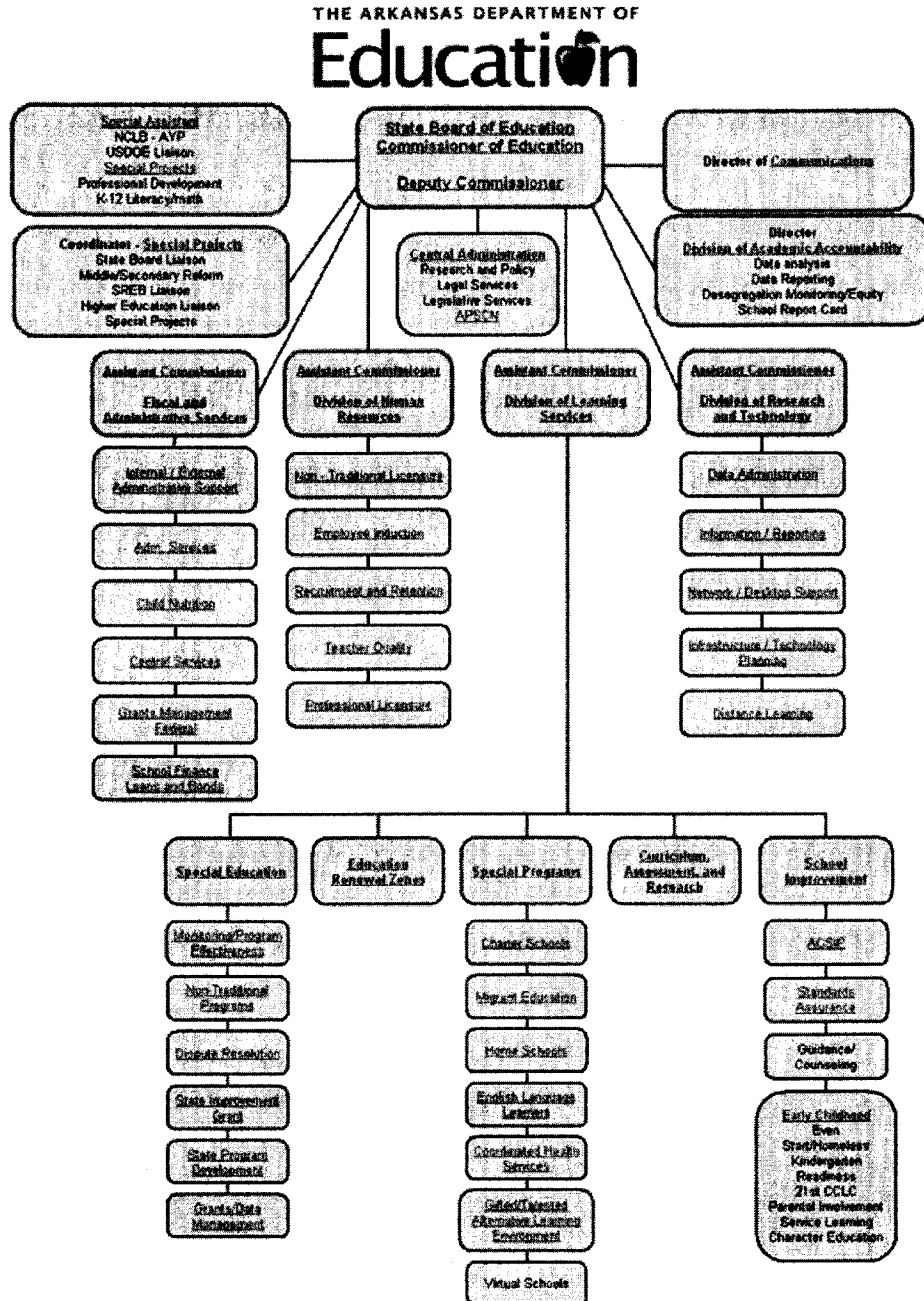 THE ARKANSAS DEPARTMENT OF
Education
Special Assistant
NCLB - AYP
USDOE Liaison
Special Projects
Professional Development
K-12 Literacy/math
State Board of Education
Commissioner of Education
Deputy Commissioner
Director of Communications
Coordinator - Special Projects
State Board Liaison
Middle/Secondary Reform
SREB Liaison
Higher Education Liaison
Special Projects
Central Administration
Research and Policy
Legal Services
Legislative Services
APSCN
Director
Division of Academic Accountability
Data analysis
Data Reporting
Desegregation Monitoring/Equity
School Report Card
Assistant Commissioner
Fiscal and
Administrative Services
Assistant Commissioner
Division of Human
Resources
Assistant Commissioner
Division of Learning
Services
Assistant Commissioner
Division of Research
and Technology
Internal / External
Administrative Support
Adm. Services
Child Nutrition
Central Services
Grants Management
Federal
School Finance
Loans and Bonds
Non - Traditional Licensure
Employee Induction
Recruitment and Retention
Teacher Quality
Professional Licensure
Data Administration
Information / Reporting
Network / Desktop Support
Infrastructure / Technology
Planning
Distance Learning
Special Education
Education
Renewal Zones
Special Programs
Curriculum,
Assessment, and
Research
School
Improvement
Monitoring/Program
Effectiveness
Non-Traditional
Programs
Dispute Resolution
State Improvement
Grant
State Program
Development
Grants/Data
Management
Charter Schools
Migrant Education
Home Schools
English Language
Learners
Coordinated Health
Services
Gifted/Talented
Alternative Learning
Environment
Virtual Schools
ACSIP
Standards
Assurance
Guidance/
Counseling
Early Childhood
Even
Start/Homeless
Kindergarten
Readiness
21st CCLC
Parental Involvement
Service Learning
Character Education